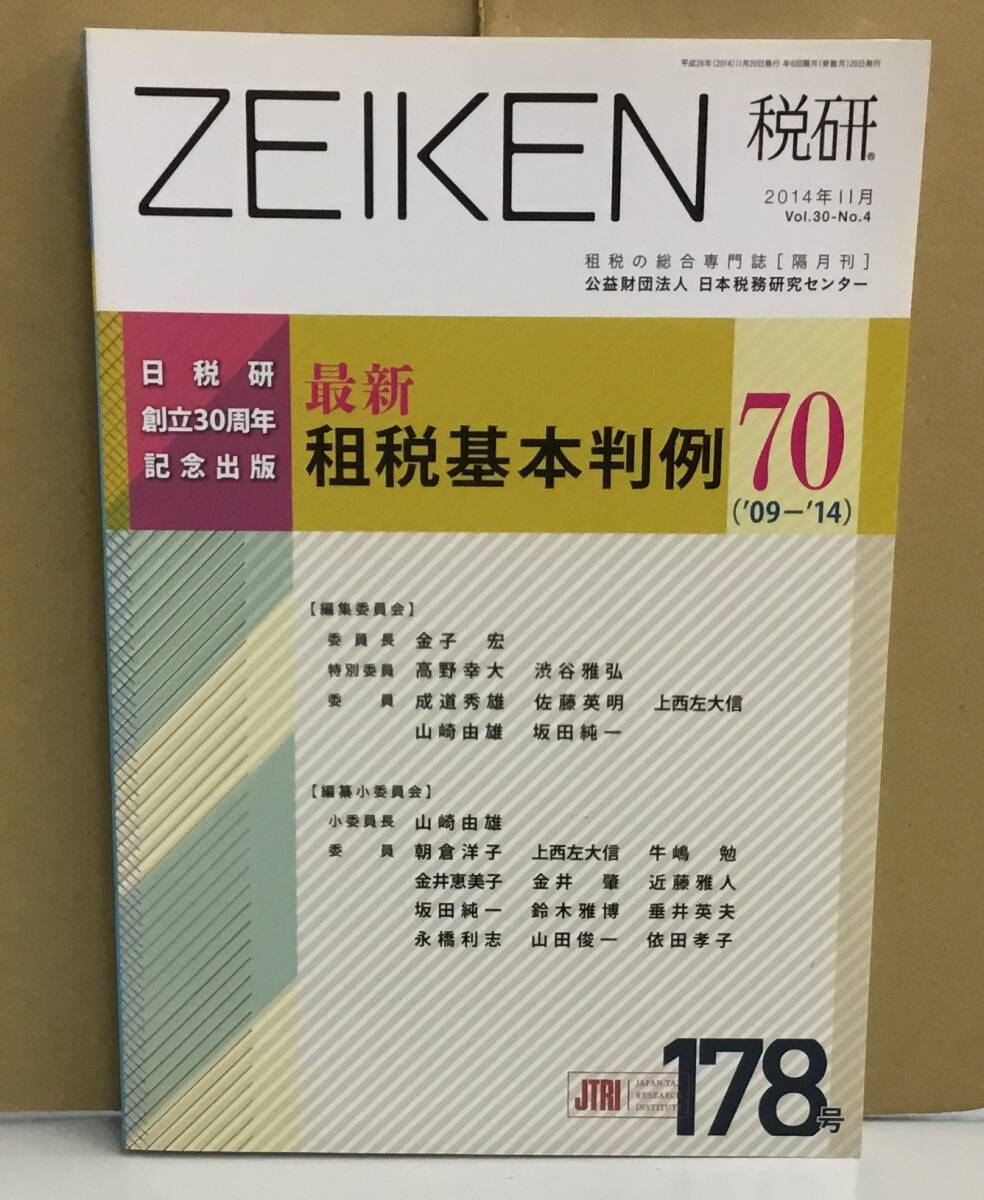 平成26年(2014)11月20日発行 年6回隔月(奇数月)20日発行
ZEIKEN 税研®
2014年11月
Vol.30-No.4
租税の総合専門誌[隔月刊]
公益財団法人 日本税務研究センター
日税研
創立30周年
記念出版
最新
租税基本判例 70
('09−'14)
【編集委員会】
委員長 金子 宏
特別委員 高野幸大 渋谷雅弘
委員 成道秀雄 佐藤英明 上西左大信
山崎由雄 坂田純一
【編纂小委員会】
小委員長 山崎由雄
委員 朝倉洋子 上西左大信 牛嶋 勉
金井恵美子 金井 肇 近藤雅人
坂田純一 鈴木雅博 垂井英夫
永橋利志 山田俊一 依田孝子
JTRI
JAPAN TAX
RESEARCH
INSTITUTE
178号